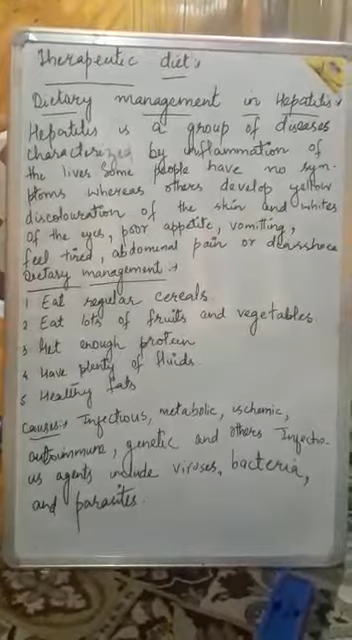 Therapeutic diet :
Dietary management in Hepatitis :
Hepatitis is a group of diseases
characterized by inflammation of
the lives Some people have no sym-
ptoms whereas others develop yellow
discolouration of the skin and whites
of the eyes, poor appetite, vomitting,
feel tired, abdominal pain or diarrhoea
Dietary management :
1 Eat regular cereals.
2 Eat lots of fruits and vegetables.
3 Get enough protein
4 Have plenty of fluids.
5 Healthy fats
Causes : Infectious, metabolic, ischemic,
autoimmune, genetic and others Infectio-
us agents include viruses, bacteria,
and parasites.